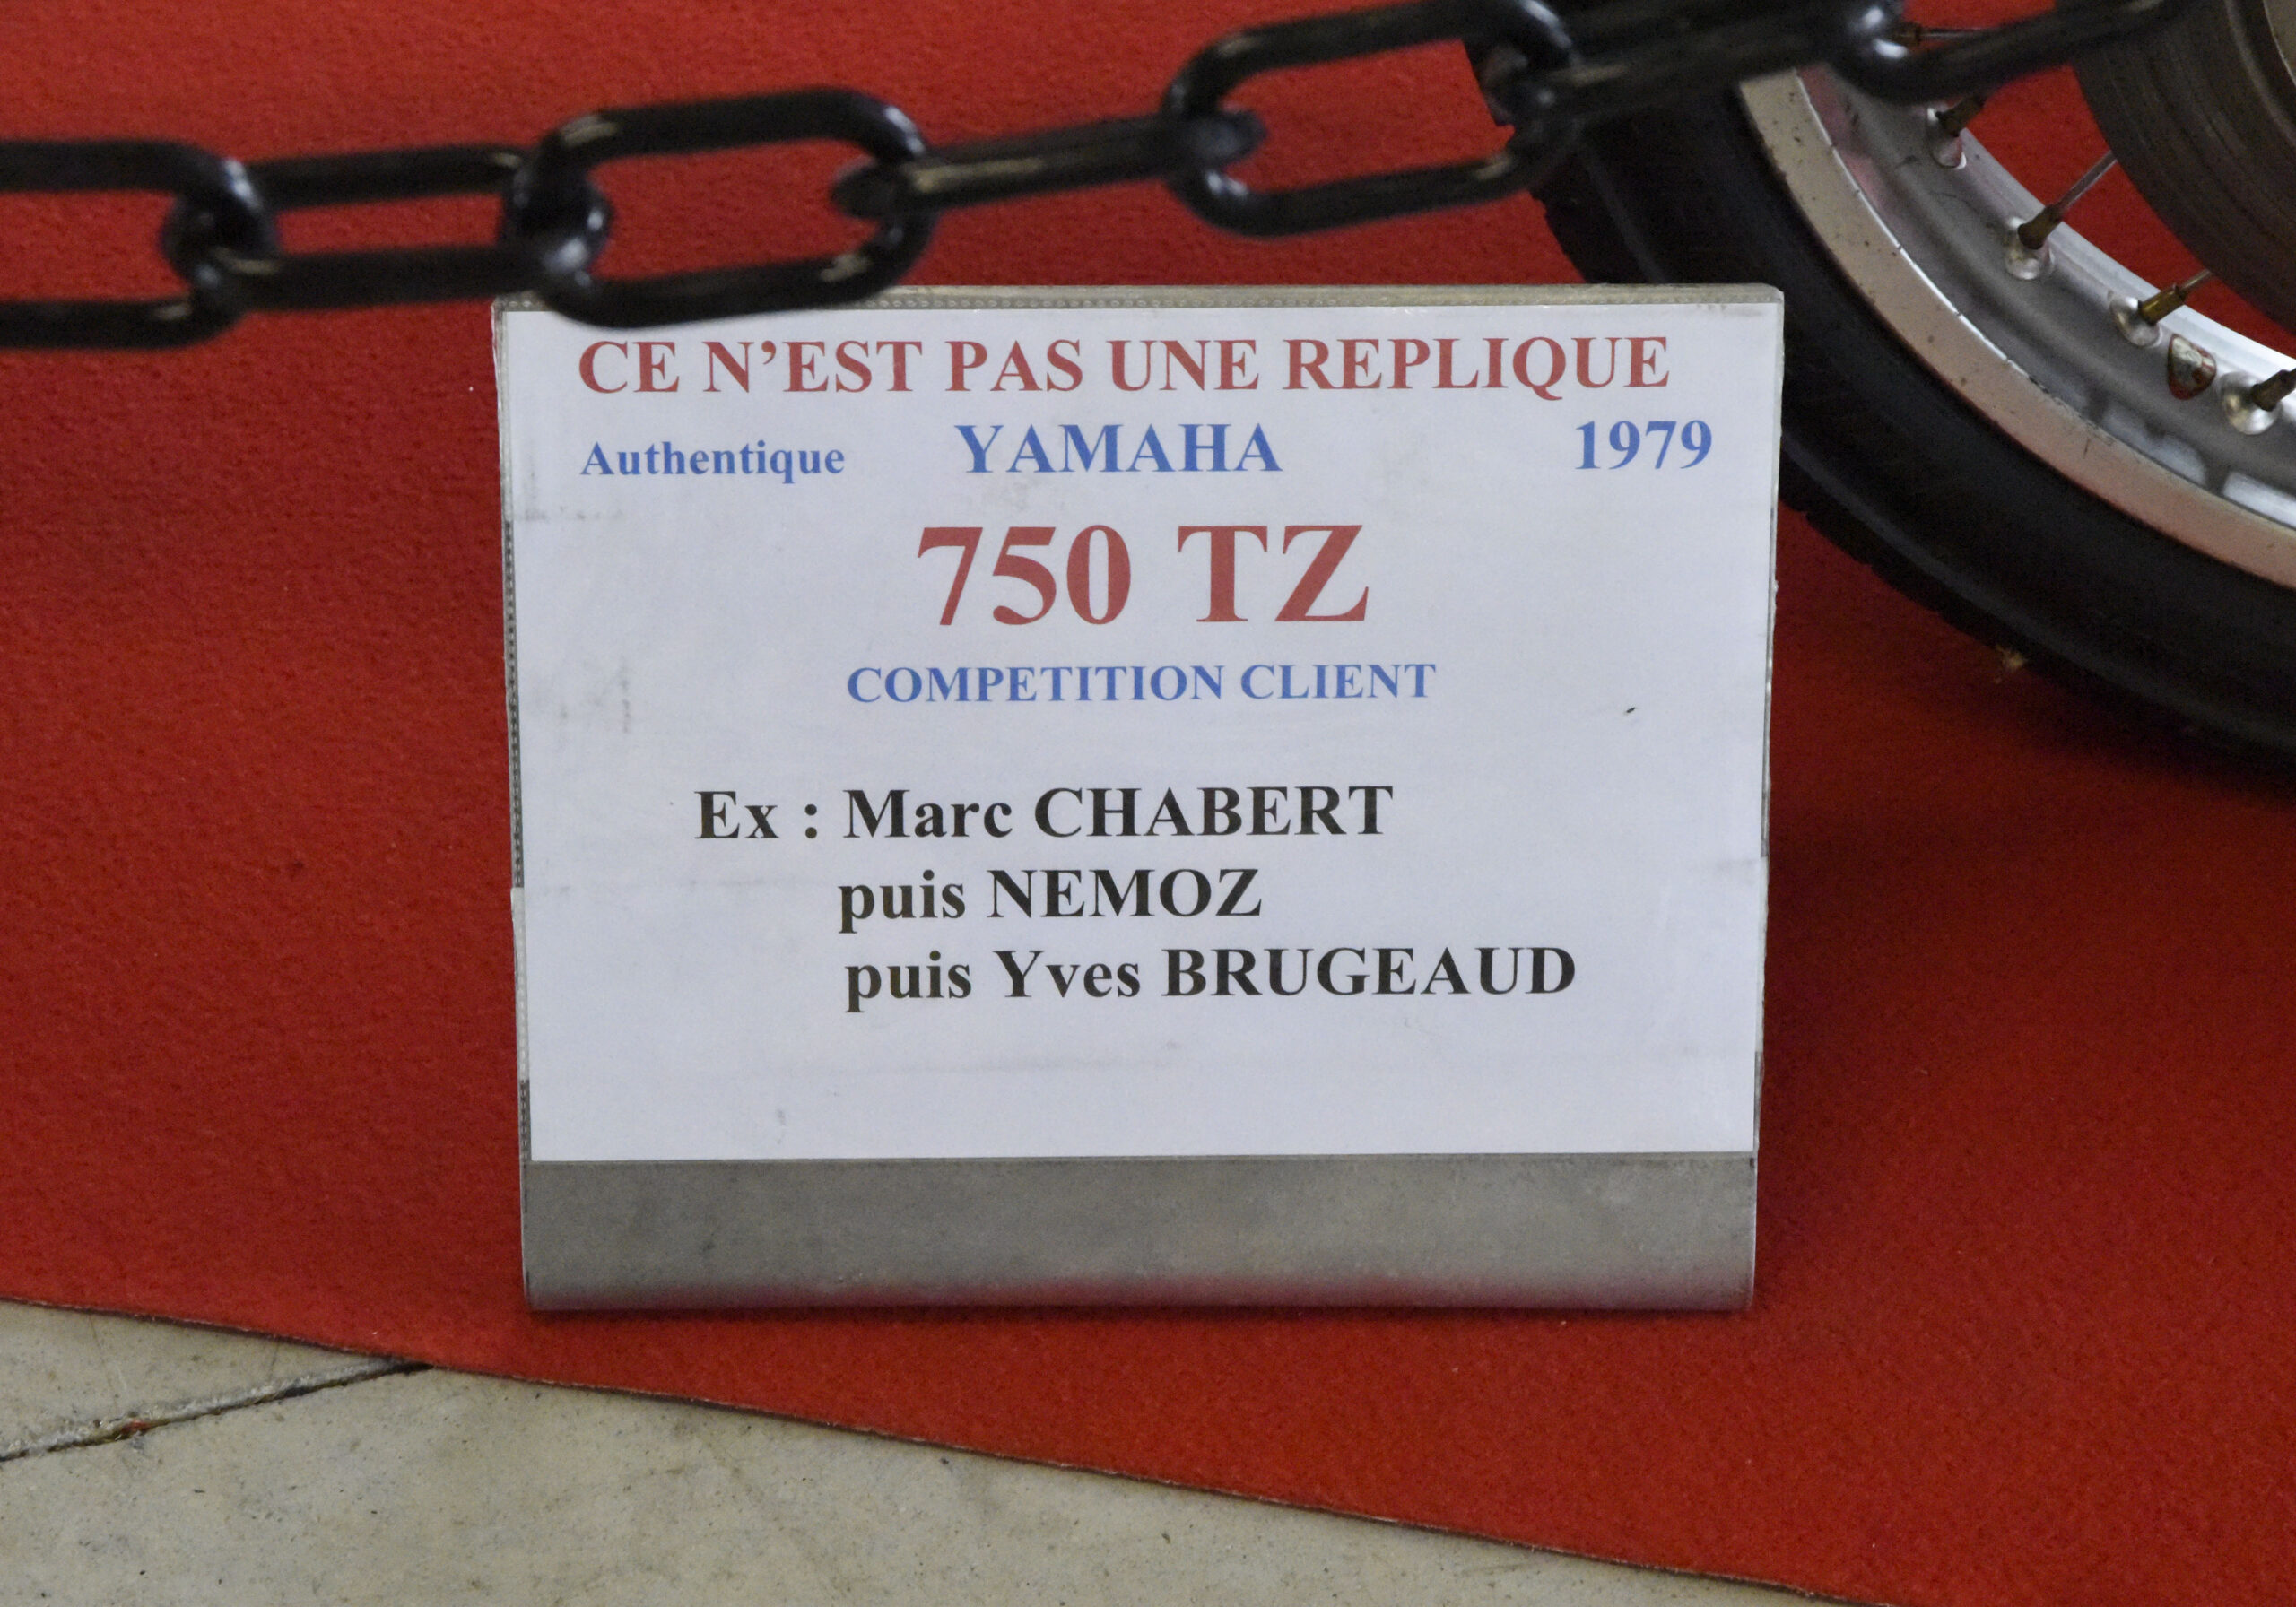 CE N’EST PAS UNE REPLIQUE
Authentique YAMAHA 1979
750 TZ
COMPETITION CLIENT
Ex : Marc CHABERT
puis NEMOZ
puis Yves BRUGEAUD